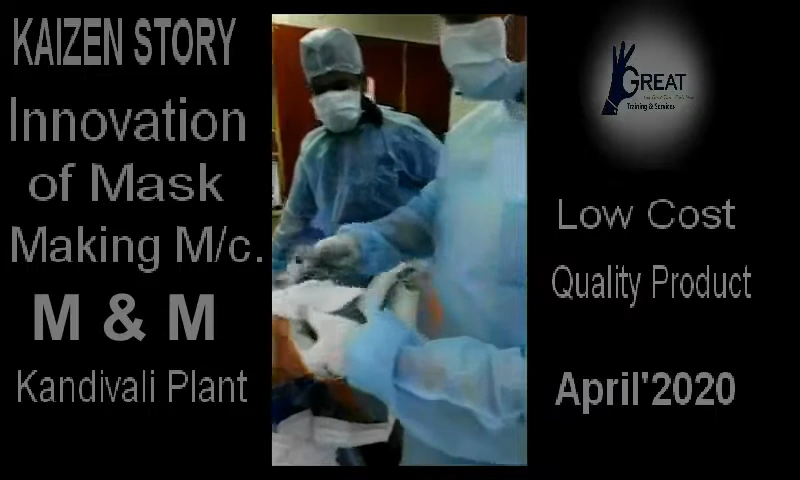 KAIZEN STORY
Innovation
of Mask
Making M/c.
M & M
Kandivali Plant
GREAT
Training & Services
Low Cost
Quality Product
April'2020